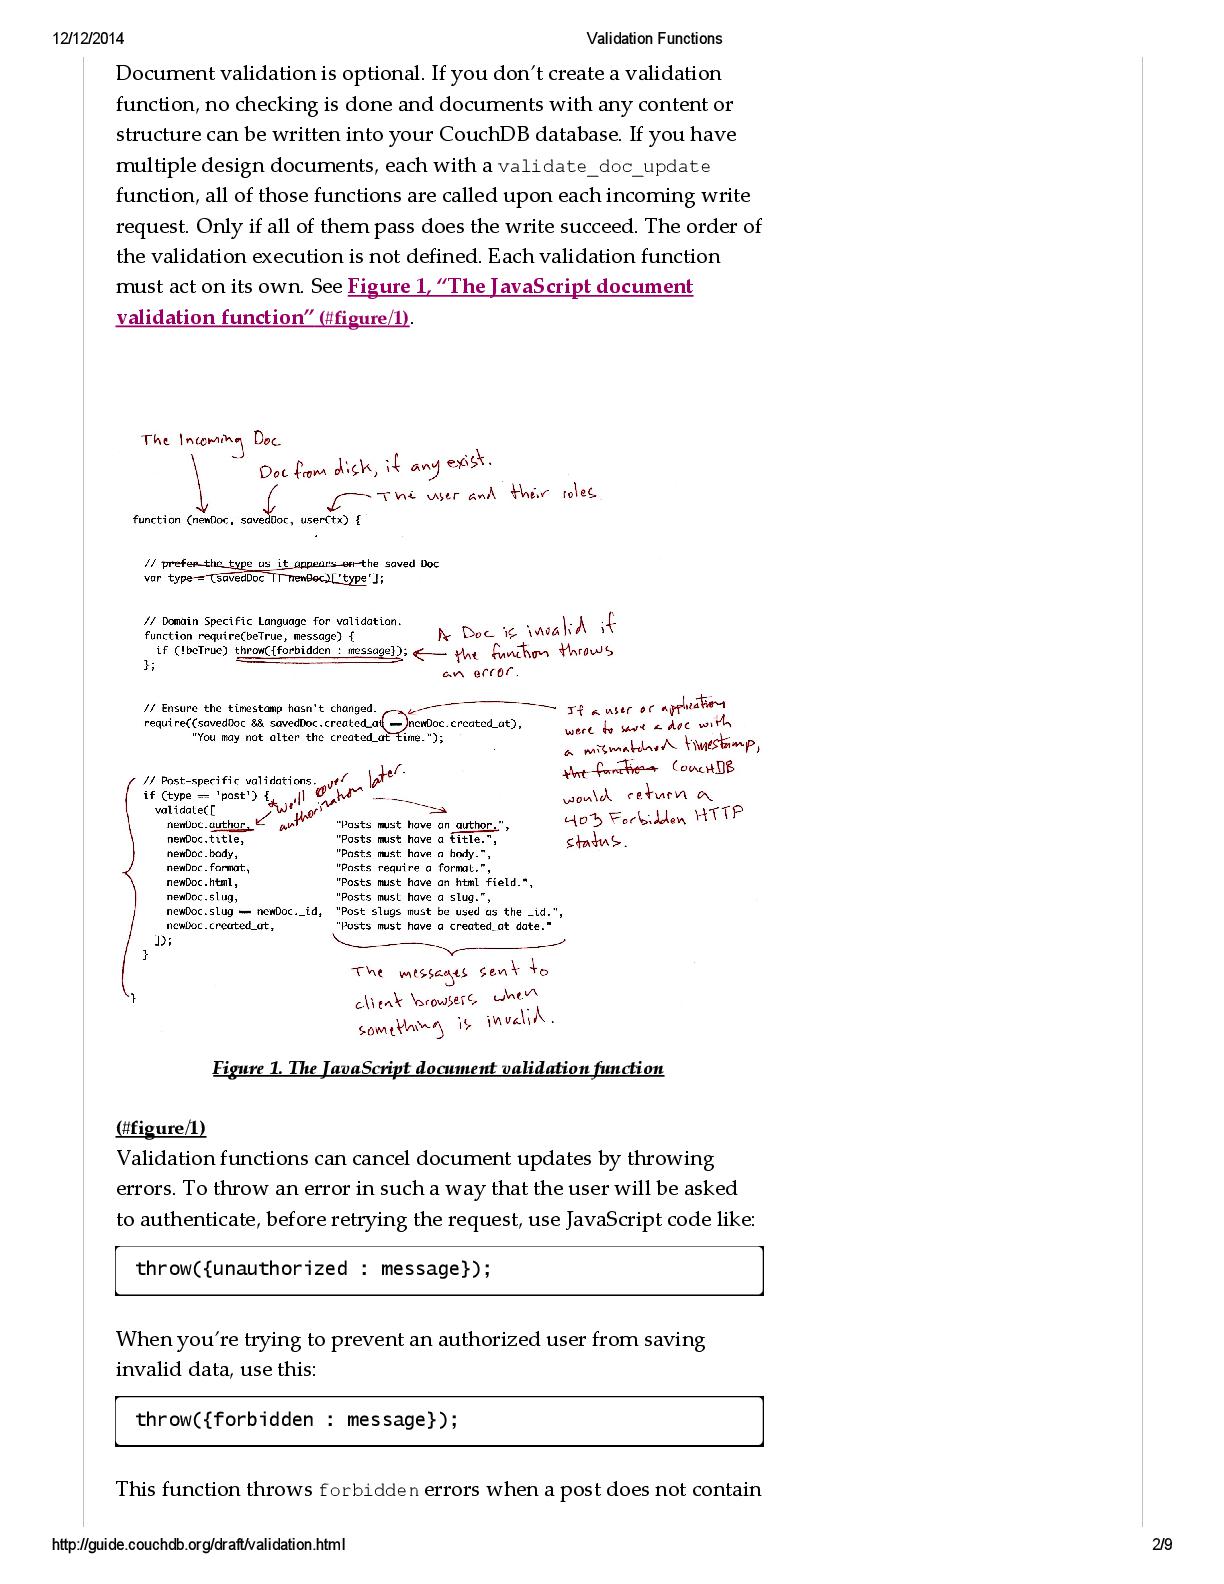 12/12/2014 Validation Functions
Document validation is optional. If you don’t create a validation
function, no checking is done and documents with any content or
structure can be written into your CouchDB database. If you have
multiple design documents, each with a validate_doc_update
function, all of those functions are called upon each incoming write
request. Only if all of them pass does the write succeed. The order of
the validation execution is not defined. Each validation function
must act on its own. See Figure 1, “The JavaScript document
validation function” (#figure/1).
The Incoming Doc
Doc from disk, if any exist.
The user and their roles
function (newDoc, savedDoc, userCtx) {
// prefer the type as it appears on the saved Doc
var type = (savedDoc || newDoc)['type'];
// Domain Specific Language for validation.
function require(beTrue, message) {
if (!beTrue) throw({forbidden : message});
};
A Doc is invalid if
the function throws
an error.
// Ensure the timestamp hasn't changed.
require((savedDoc && savedDoc.created_at == newDoc.created_at),
"You may not alter the created_at time.");
If a user or application
were to save a doc with
a mismatched timestamp,
the function CouchDB
would return a
403 Forbidden HTTP
status.
// Post-specific validations.
if (type == 'post') {
validate([
* we'll cover
authorization later.
newDoc.author, "Posts must have an author.",
newDoc.title, "Posts must have a title.",
newDoc.body, "Posts must have a body.",
newDoc.format, "Posts require a format.",
newDoc.html, "Posts must have an html field.",
newDoc.slug, "Posts must have a slug.",
newDoc.slug == newDoc._id, "Post slugs must be used as the _id.",
newDoc.created_at, "Posts must have a created_at date."
]);
}
}
The messages sent to
client browsers when
something is invalid.
Figure 1. The JavaScript document validation function
(#figure/1)
Validation functions can cancel document updates by throwing
errors. To throw an error in such a way that the user will be asked
to authenticate, before retrying the request, use JavaScript code like:
throw({unauthorized : message});
When you’re trying to prevent an authorized user from saving
invalid data, use this:
throw({forbidden : message});
This function throws forbidden errors when a post does not contain
http://guide.couchdb.org/draft/validation.html 2/9